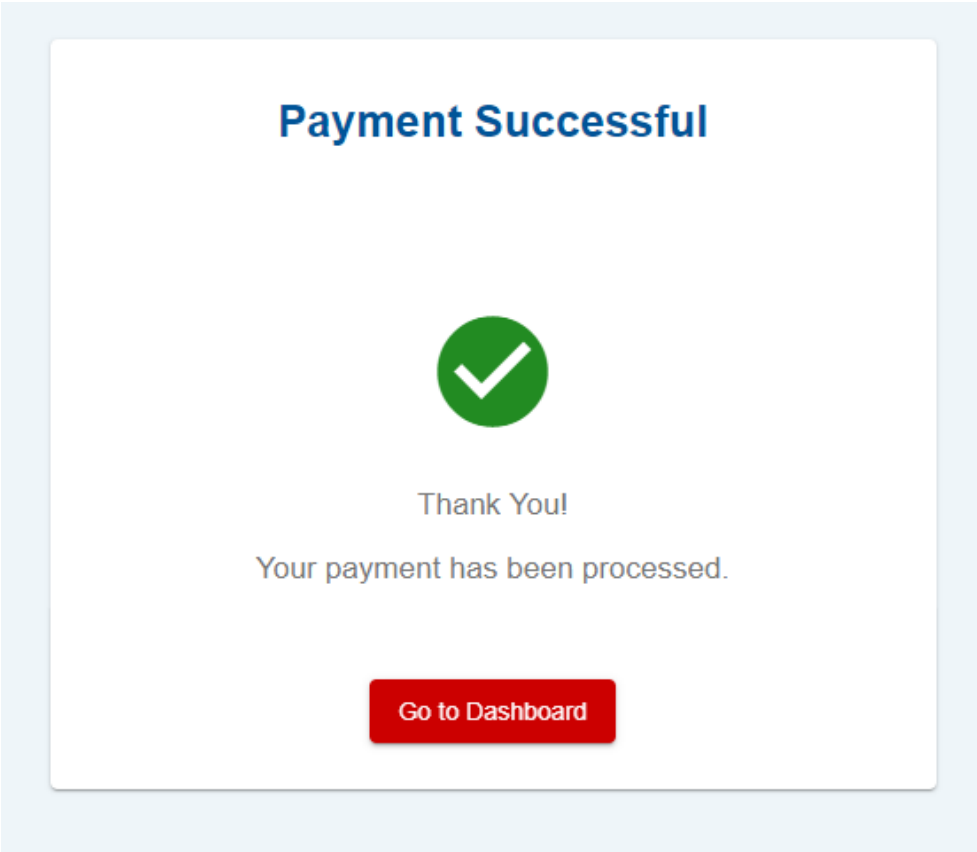 Payment Successful
Thank You!
Your payment has been processed.
Go to Dashboard